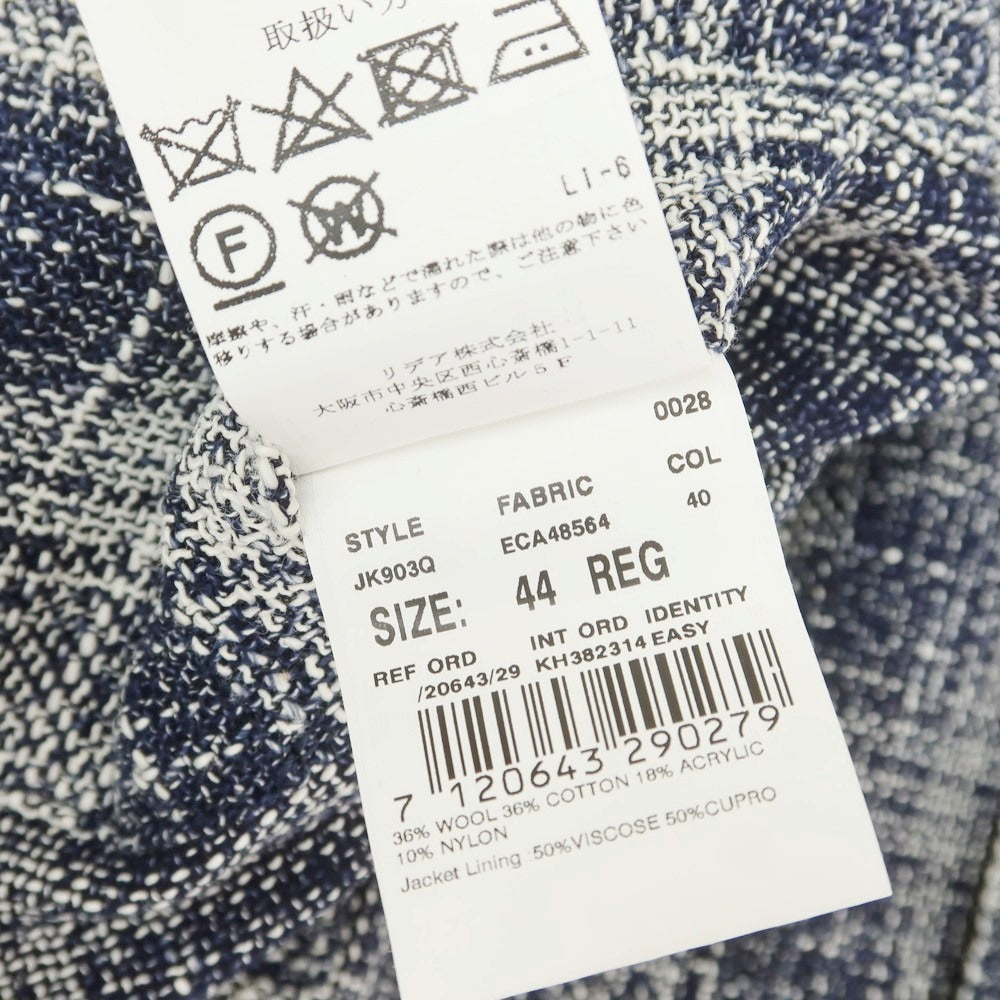 取扱い方
F
W
LI-6
摩擦や、汗・雨などで濡れた際は他の物に色
移りする場合がありますので、ご注意下さい
リデア株式会社
大阪市中央区西心斎橋1-1-11
心斎橋西ビル5F
0028
STYLE FABRIC COL
JK903Q ECA48564 40
SIZE: 44 REG
REF ORD INT ORD IDENTITY
/20643/29 KH382314 EASY
7 120643 290279
36% WOOL 36% COTTON 18% ACRYLIC
10% NYLON
Jacket Lining :50%VISCOSE 50%CUPRO